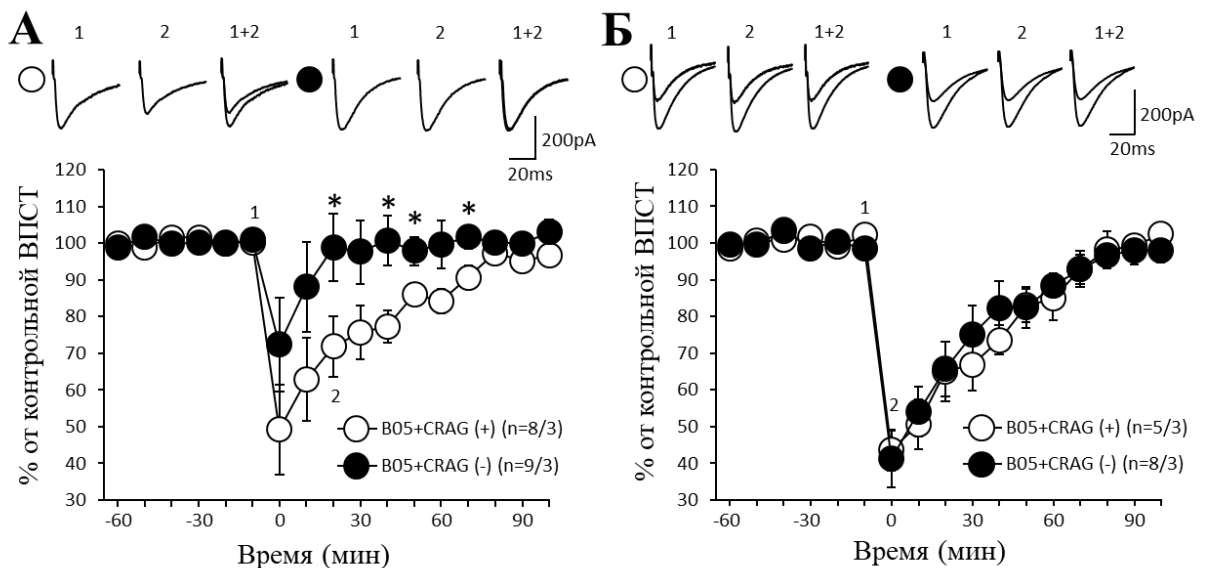 А
1 2 1+2 1 2 1+2
200pA
20ms
% от контрольной ВПСТ
120
110
100
90
80
70
60
50
40
30
1
* * * *
2
B05+CRAG (+) (n=8/3)
B05+CRAG (-) (n=9/3)
-60 -30 0 30 60 90
Время (мин)
Б
1 2 1+2 1 2 1+2
200pA
20ms
% от контрольной ВПСТ
120
110
100
90
80
70
60
50
40
30
1
2
B05+CRAG (+) (n=5/3)
B05+CRAG (-) (n=8/3)
-60 -30 0 30 60 90
Время (мин)